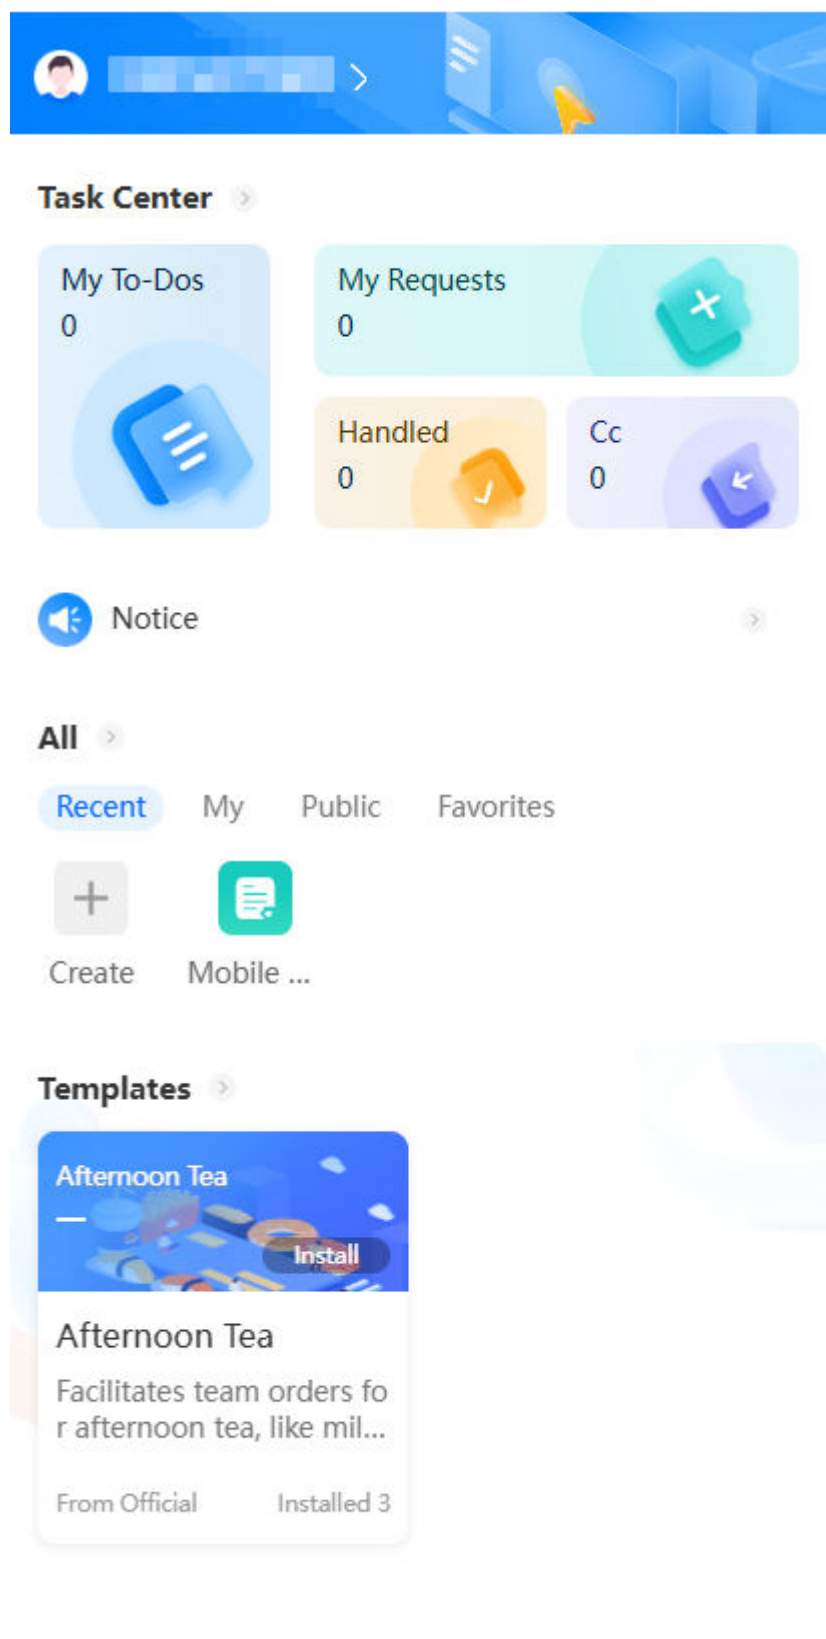 Task Center
My To-Dos
0
My Requests
0
Handled
0
Cc
0
Notice
All
Recent My Public Favorites
Create Mobile ...
Templates
Afternoon Tea
Install
Afternoon Tea
Facilitates team orders fo
r afternoon tea, like mil...
From Official Installed 3